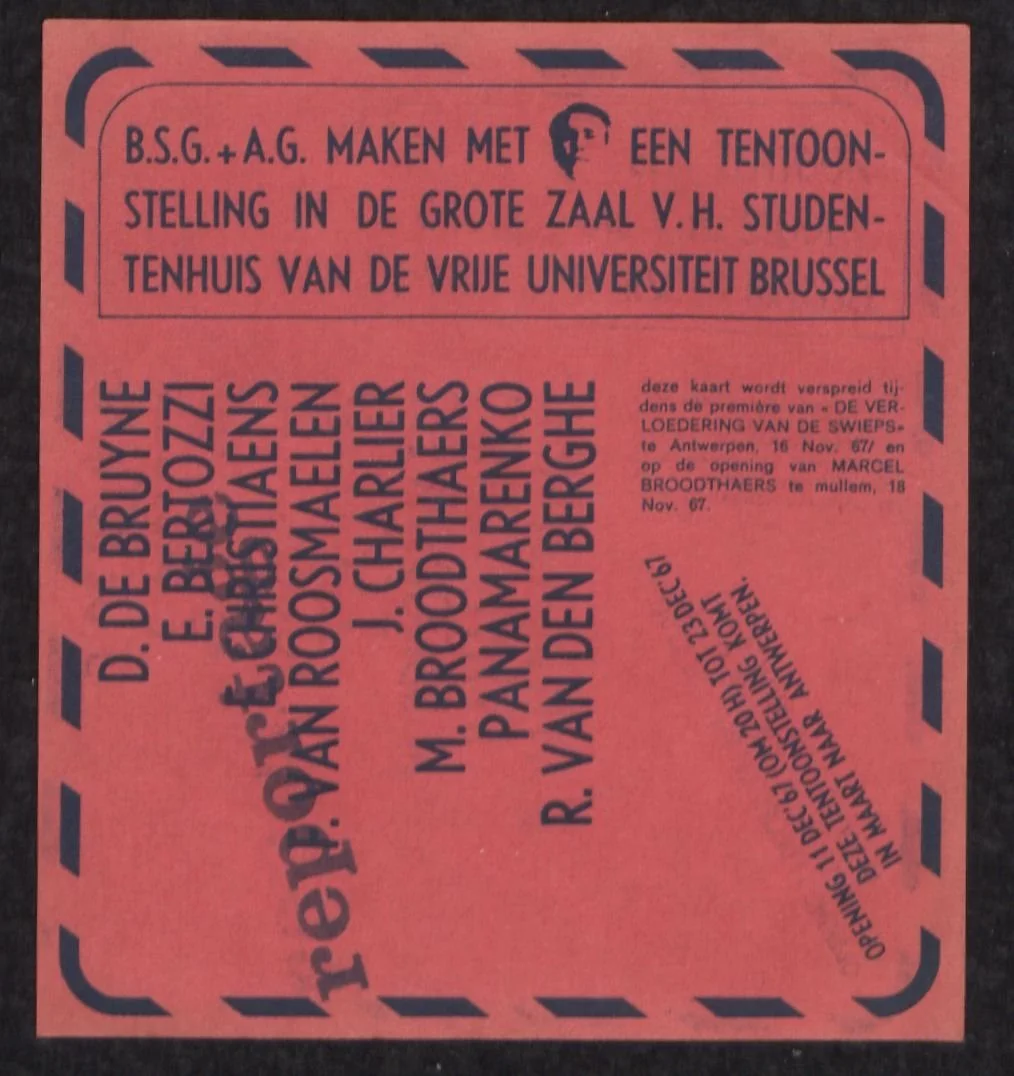 B.S.G. + A.G. MAKEN MET EEN TENTOON-
STELLING IN DE GROTE ZAAL V.H. STUDEN-
TENHUIS VAN DE VRIJE UNIVERSITEIT BRUSSEL
D. DE BRUYNE
E. BERTOZZI
E. CHRISTIAENS
VAN ROOSMAELEN
J. CHARLIER
M. BROODTHAERS
PANAMARENKO
R. VAN DEN BERGHE
deze kaart wordt verspreid tij-
dens de première van « DE VER-
LOEDERING VAN DE SWIEPS»
te Antwerpen, 16 Nov. 67/ en
op de opening van MARCEL
BROODTHAERS te mullem, 18
Nov. 67.
OPENING 11 DEC'67 (OM 20 H) TOT 23 DEC'67
DEZE TENTOONSTELLING KOMT
IN MAART NAAR ANTWERPEN.